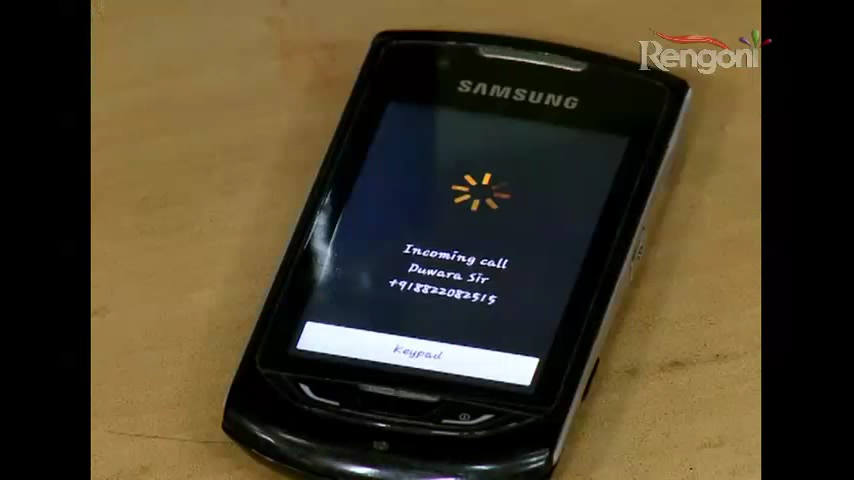 Rengoni
SAMSUNG
Incoming call
Duwara Sir
+918822082515
Keypad